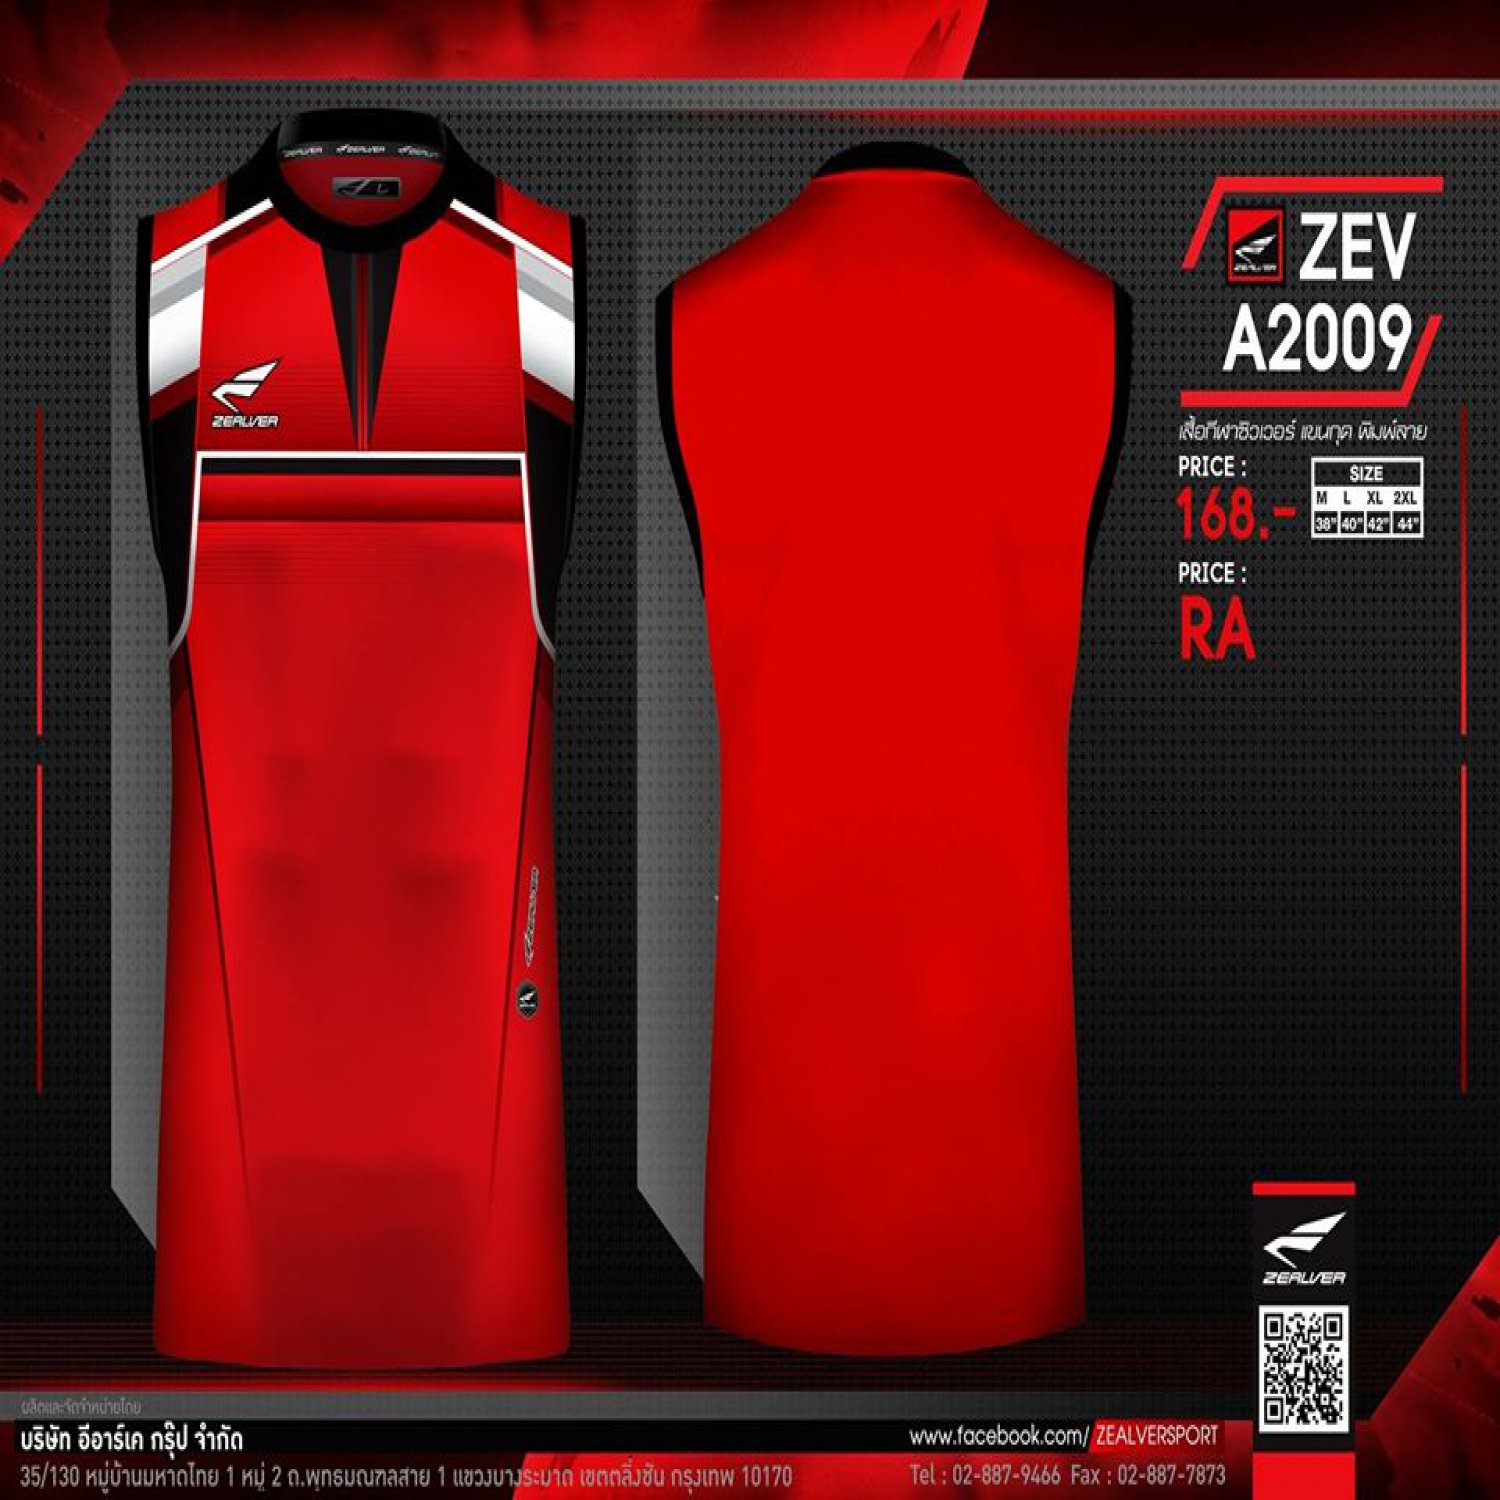 ZEALVER ZEALVER ZEALVER
L
ZEALVER
ZEALVER
ZEALVER
ZEV
A2009
เสื้อกีฬาซิวเวอร์ แขนกุด พิมพ์ลาย
PRICE :
168.-
SIZE
M L XL 2XL
38" 40" 42" 44"
PRICE :
RA
ZEALVER
ผลิตและจัดจำหน่ายโดย
บริษัท อีอาร์เค กรุ๊ป จำกัด
35/130 หมู่บ้านมหาดไทย 1 หมู่ 2 ถ.พุทธมณฑลสาย 1 แขวงบางระมาด เขตตลิ่งชัน กรุงเทพ 10170
www.facebook.com/ ZEALVERSPORT
Tel : 02-887-9466 Fax : 02-887-7873